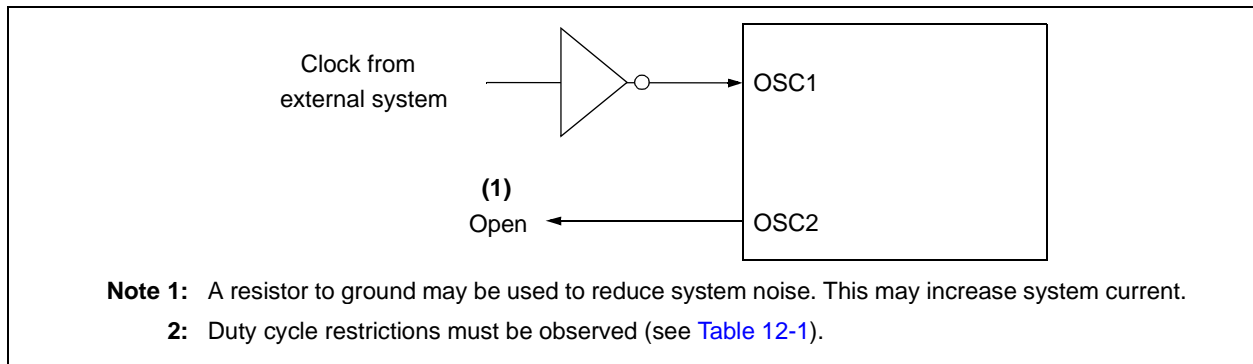 Clock from
external system
OSC1
(1)
Open
OSC2
Note 1: A resistor to ground may be used to reduce system noise. This may increase system current.
2: Duty cycle restrictions must be observed (see Table 12-1).